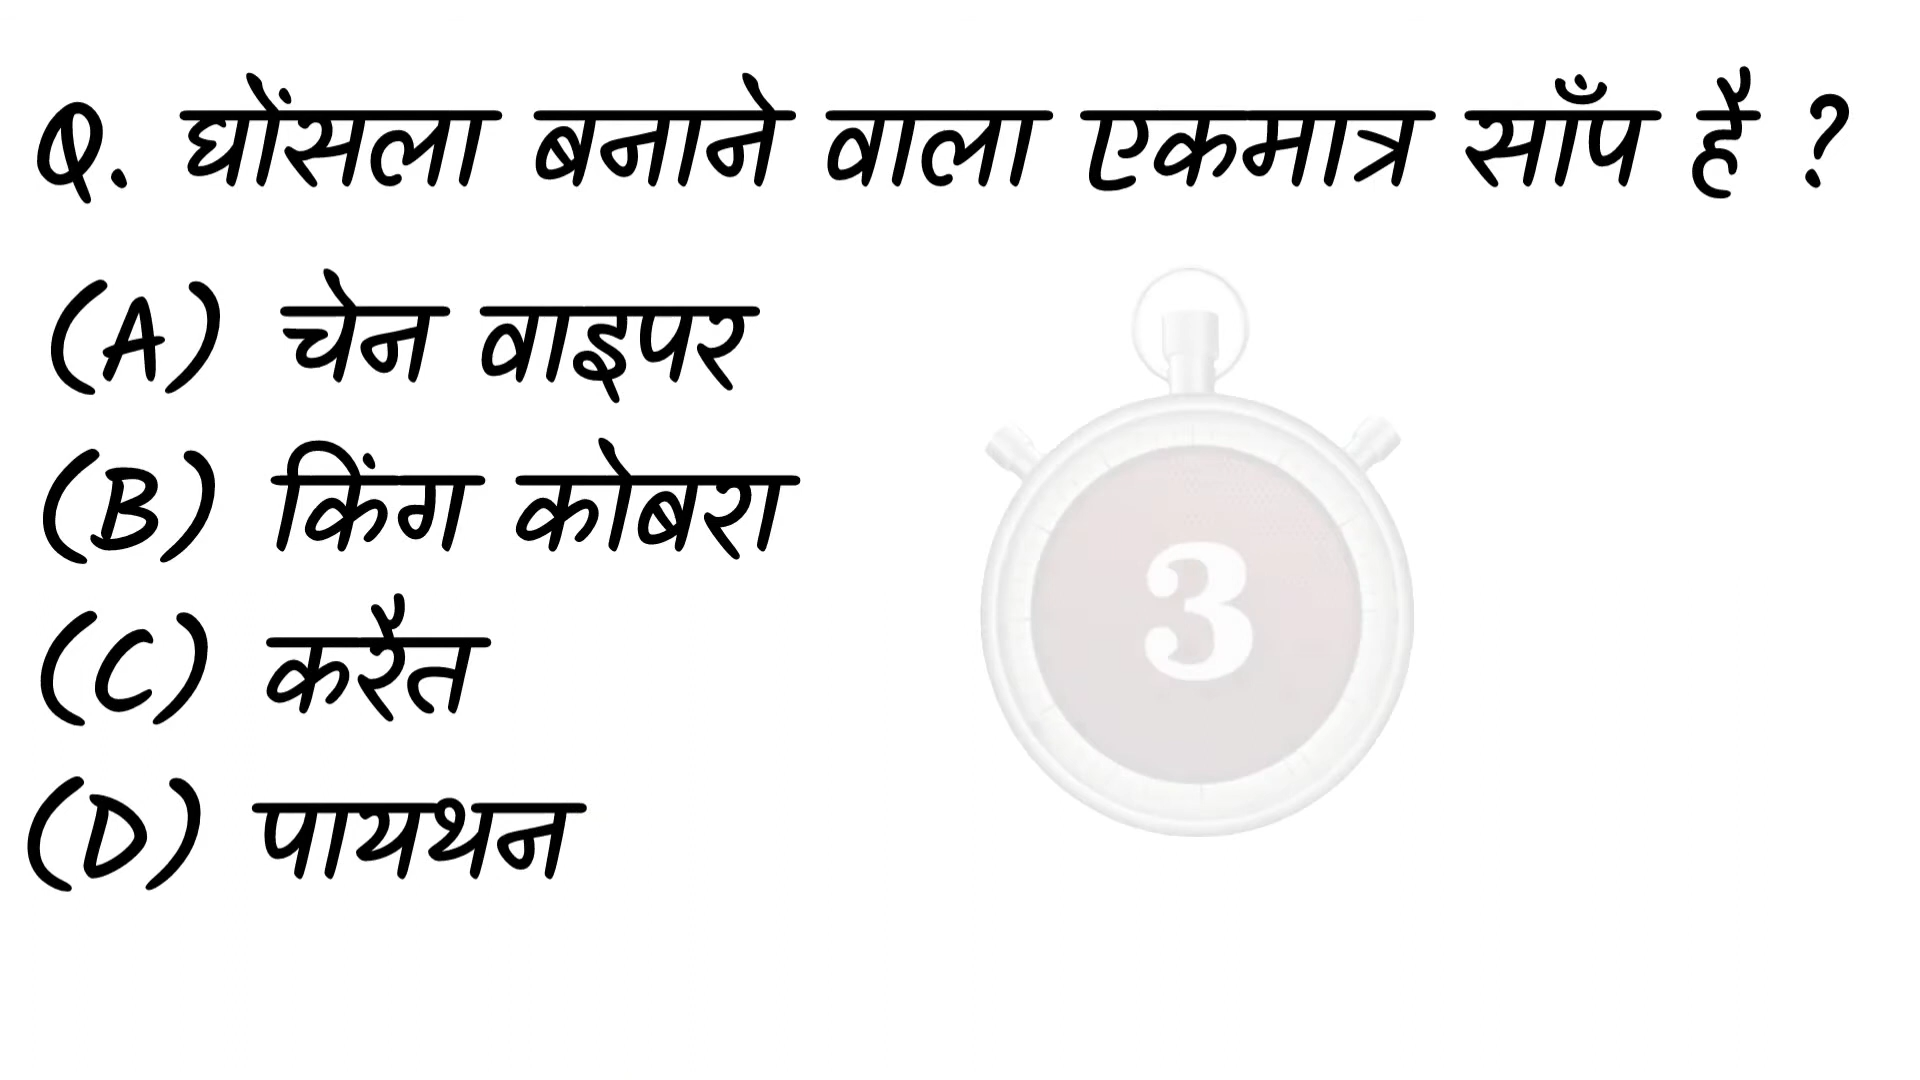 Q. घोंसला बनाने वाला एकमात्र साँप है ?
(A) चेन वाइपर
(B) किंग कोबरा
3
(C) करैत
(D) पायथन